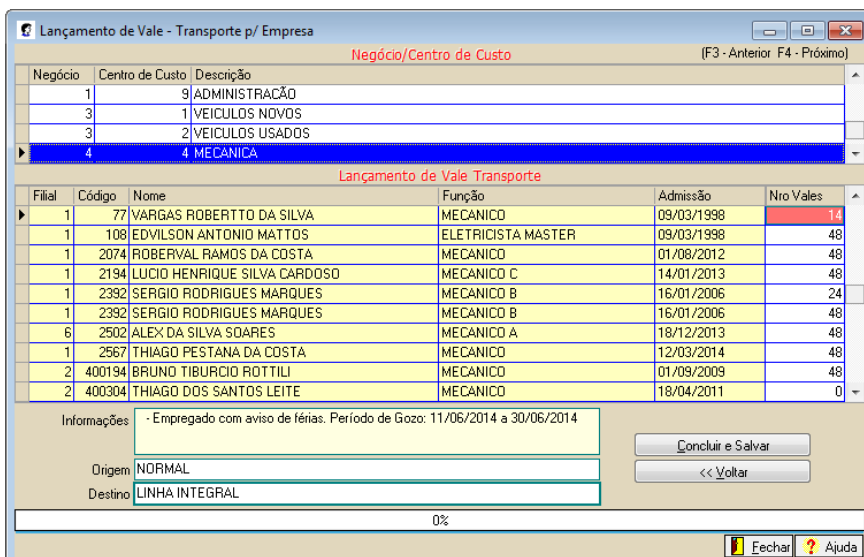 Lançamento de Vale - Transporte p/ Empresa
Negócio/Centro de Custo (F3 - Anterior F4 - Próximo)
Negócio Centro de Custo Descrição
1 9 ADMINISTRACÃO
3 1 VEICULOS NOVOS
3 2 VEICULOS USADOS
4 4 MECANICA
Lançamento de Vale Transporte
Filial Código Nome Função Admissão Nro Vales
1 77 VARGAS ROBERTTO DA SILVA MECANICO 09/03/1998 14
1 108 EDVILSON ANTONIO MATTOS ELETRICISTA MASTER 09/03/1998 48
1 2074 ROBERVAL RAMOS DA COSTA MECANICO 01/08/2012 48
1 2194 LUCIO HENRIQUE SILVA CARDOSO MECANICO C 14/01/2013 48
1 2392 SERGIO RODRIGUES MARQUES MECANICO B 16/01/2006 24
1 2392 SERGIO RODRIGUES MARQUES MECANICO B 16/01/2006 48
6 2502 ALEX DA SILVA SOARES MECANICO A 18/12/2013 48
1 2567 THIAGO PESTANA DA COSTA MECANICO 12/03/2014 48
2 400194 BRUNO TIBURCIO ROTTILI MECANICO 01/09/2009 48
2 400304 THIAGO DOS SANTOS LEITE MECANICO 18/04/2011 0
Informações - Empregado com aviso de férias. Período de Gozo: 11/06/2014 a 30/06/2014
Concluir e Salvar
Origem NORMAL
<< Voltar
Destino LINHA INTEGRAL
0%
Fechar ? Ajuda